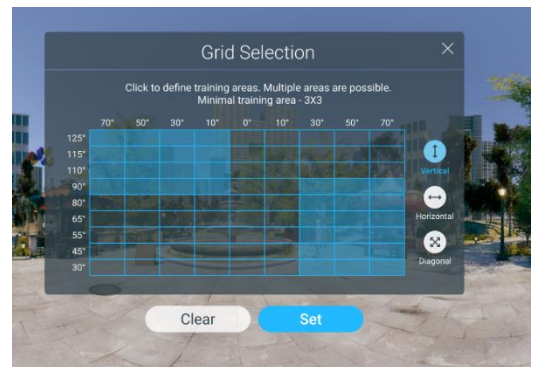 Grid Selection
Click to define training areas. Multiple areas are possible.
Minimal training area - 3X3
70° 50° 30° 10° 0° 10° 30° 50° 70°
125°
115°
110°
90°
80°
65°
55°
45°
30°
Vertical
Horizontal
Diagonal
Clear Set